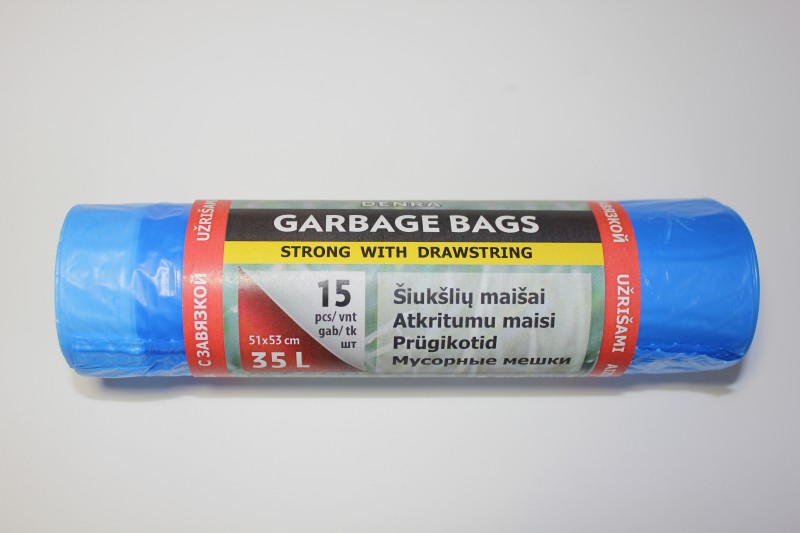 DENRA
GARBAGE BAGS
STRONG WITH DRAWSTRING
15
pcs/ vnt
gab/ tk
шт
51x53 cm
35 L
Šiukšlių maišai
Atkritumu maisi
Prügikotid
Мусорные мешки
С ЗАВЯЗКОЙ
UŽRIŠAMI
UŽRIŠAMI